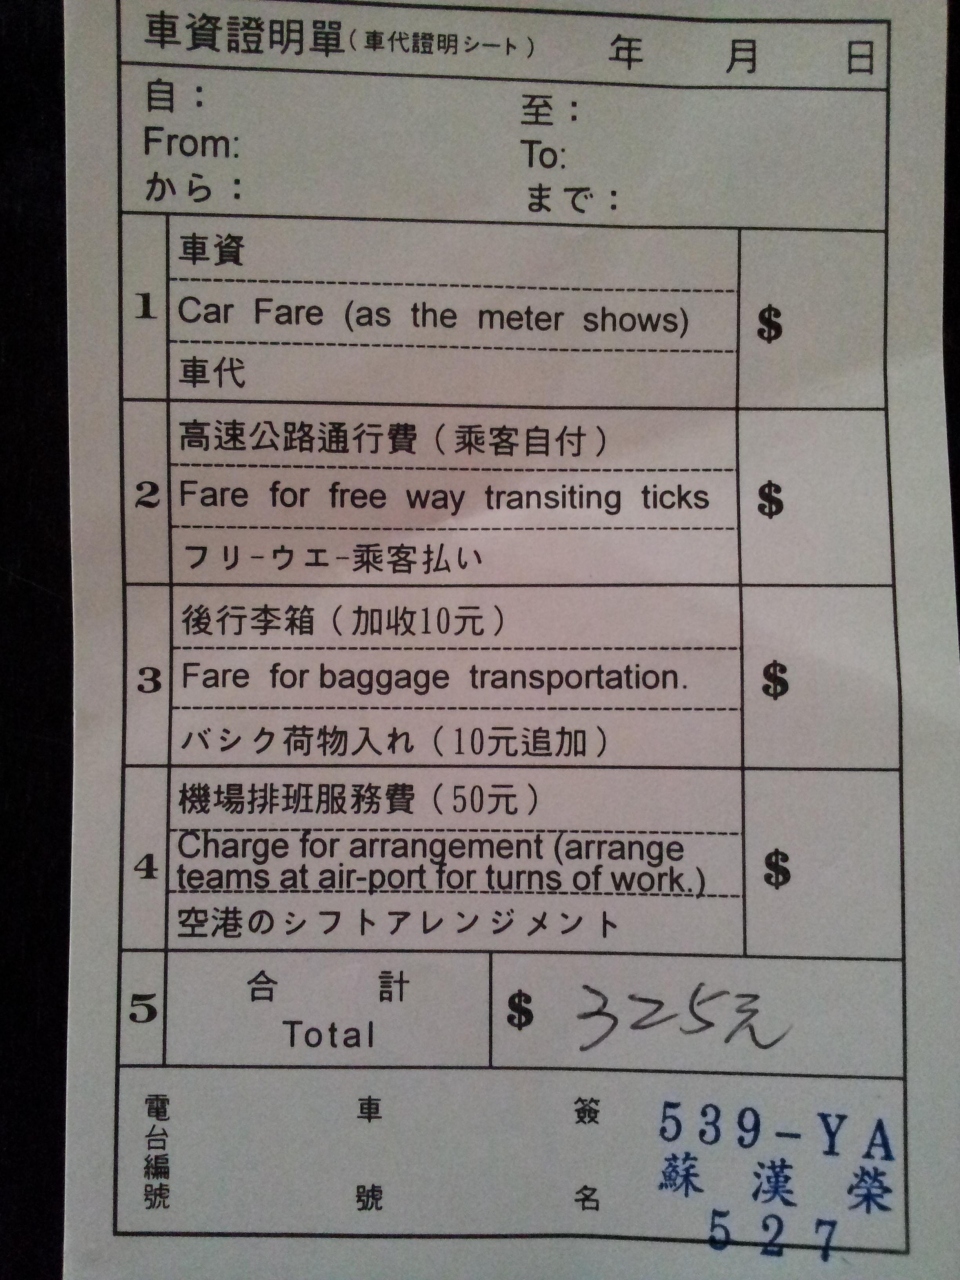 車資證明單(車代證明シート) 年 月 日
自：
From:
から：
至：
To:
まで：
1
車資
Car Fare (as the meter shows)
車代
$
2
高速公路通行費(乘客自付)
Fare for free way transiting ticks
フリ-ウエ-乘客払い
$
3
後行李箱(加收10元)
Fare for baggage transportation.
バシク荷物入れ(10元追加)
$
4
機場排班服務費(50元)
Charge for arrangement (arrange
teams at air-port for turns of work.)
空港のシフトアレンジメント
$
5
合計
Total
$ 325元
電台編號
車號
簽名
539-YA
蘇漢榮
527